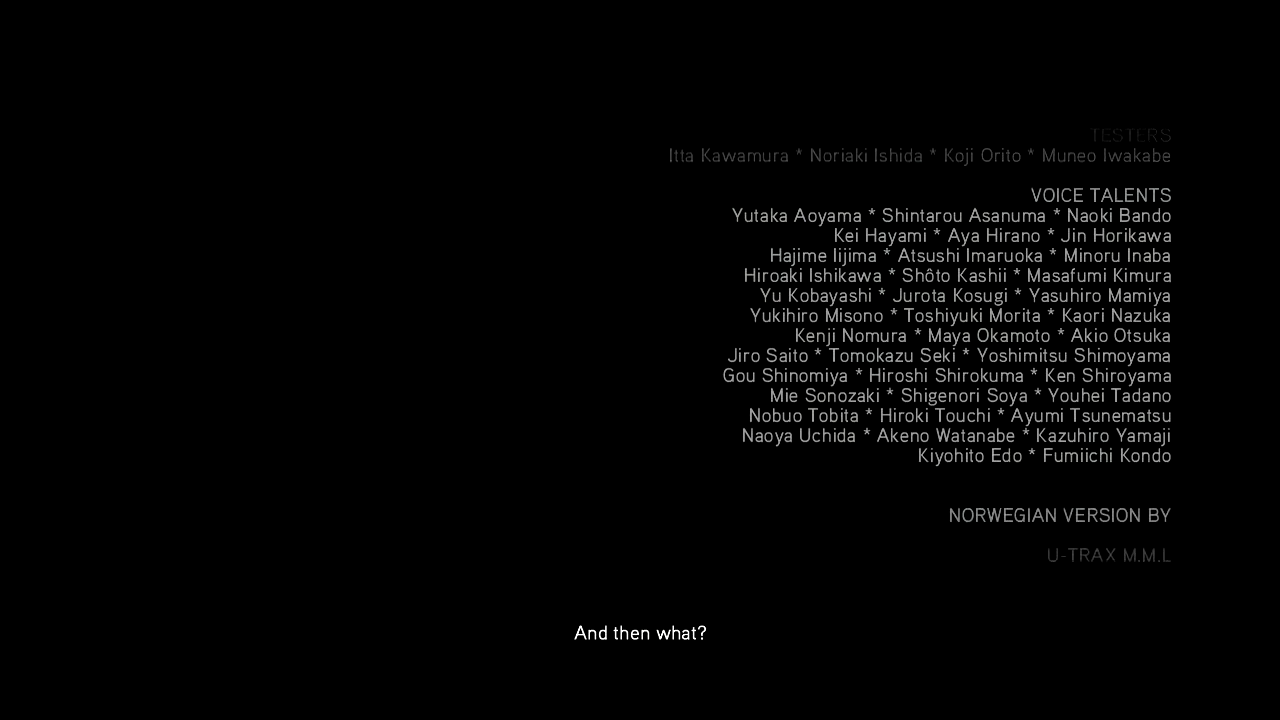 TESTERS
Itta Kawamura * Noriaki Ishida * Koji Orito * Muneo Iwakabe
VOICE TALENTS
Yutaka Aoyama * Shintarou Asanuma * Naoki Bando
Kei Hayami * Aya Hirano * Jin Horikawa
Hajime Iijima * Atsushi Imaruoka * Minoru Inaba
Hiroaki Ishikawa * Shôto Kashii * Masafumi Kimura
Yu Kobayashi * Jurota Kosugi * Yasuhiro Mamiya
Yukihiro Misono * Toshiyuki Morita * Kaori Nazuka
Kenji Nomura * Maya Okamoto * Akio Otsuka
Jiro Saito * Tomokazu Seki * Yoshimitsu Shimoyama
Gou Shinomiya * Hiroshi Shirokuma * Ken Shiroyama
Mie Sonozaki * Shigenori Soya * Youhei Tadano
Nobuo Tobita * Hiroki Touchi * Ayumi Tsunematsu
Naoya Uchida * Akeno Watanabe * Kazuhiro Yamaji
Kiyohito Edo * Fumiichi Kondo
NORWEGIAN VERSION BY
U-TRAX M.M.L
And then what?